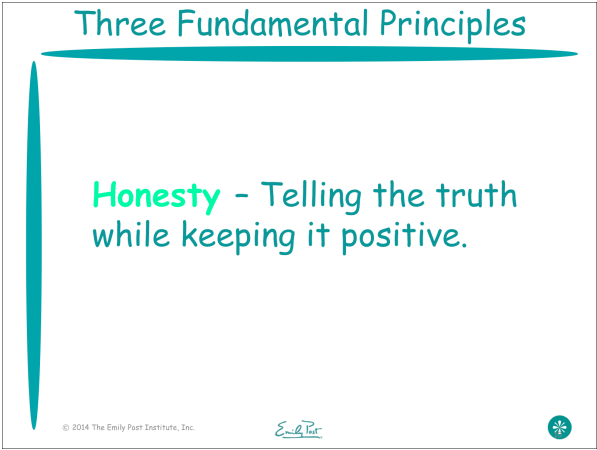 Three Fundamental Principles
Honesty – Telling the truth
while keeping it positive.
© 2014 The Emily Post Institute, Inc.
Emily Post